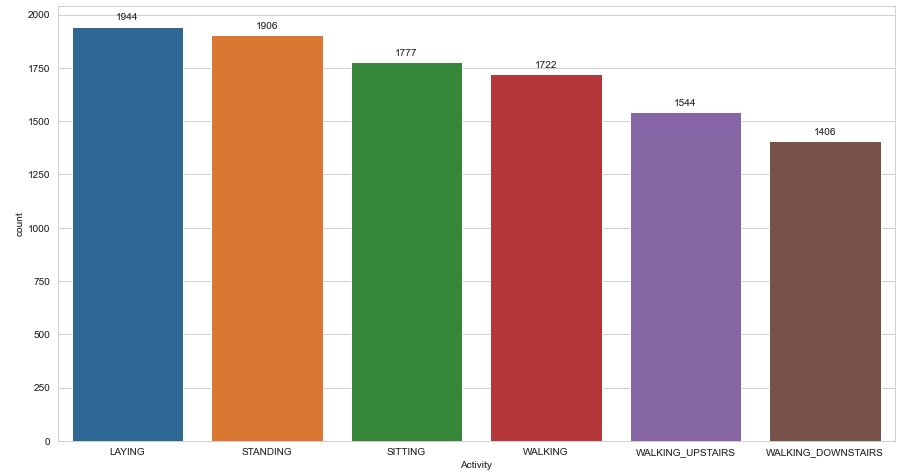 2000
1750
1500
1250
1000
750
500
250
0
count
1944
1906
1777
1722
1544
1406
LAYING
STANDING
SITTING
WALKING
WALKING_UPSTAIRS
WALKING_DOWNSTAIRS
Activity